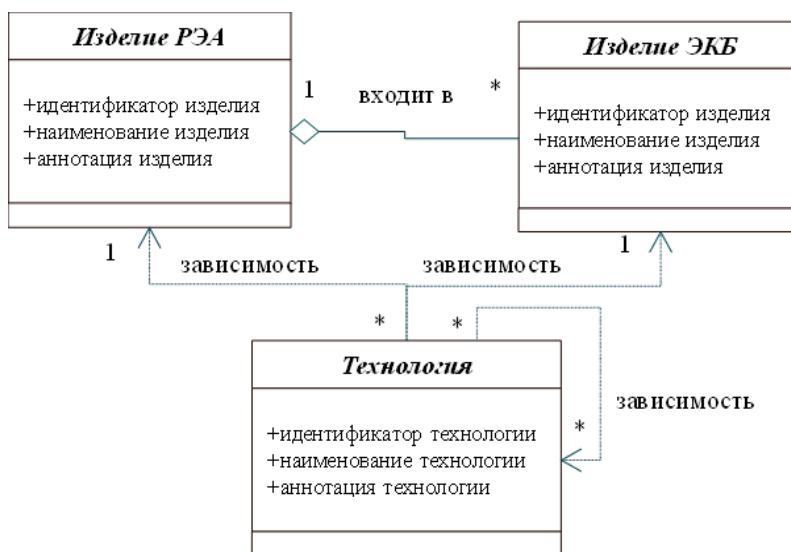 Изделие РЭА
+идентификатор изделия
+наименование изделия
+аннотация изделия
1
входит в
*
Изделие ЭКБ
+идентификатор изделия
+наименование изделия
+аннотация изделия
1
зависимость
зависимость
1
*
*
Технология
+идентификатор технологии
+наименование технологии
+аннотация технологии
зависимость
*